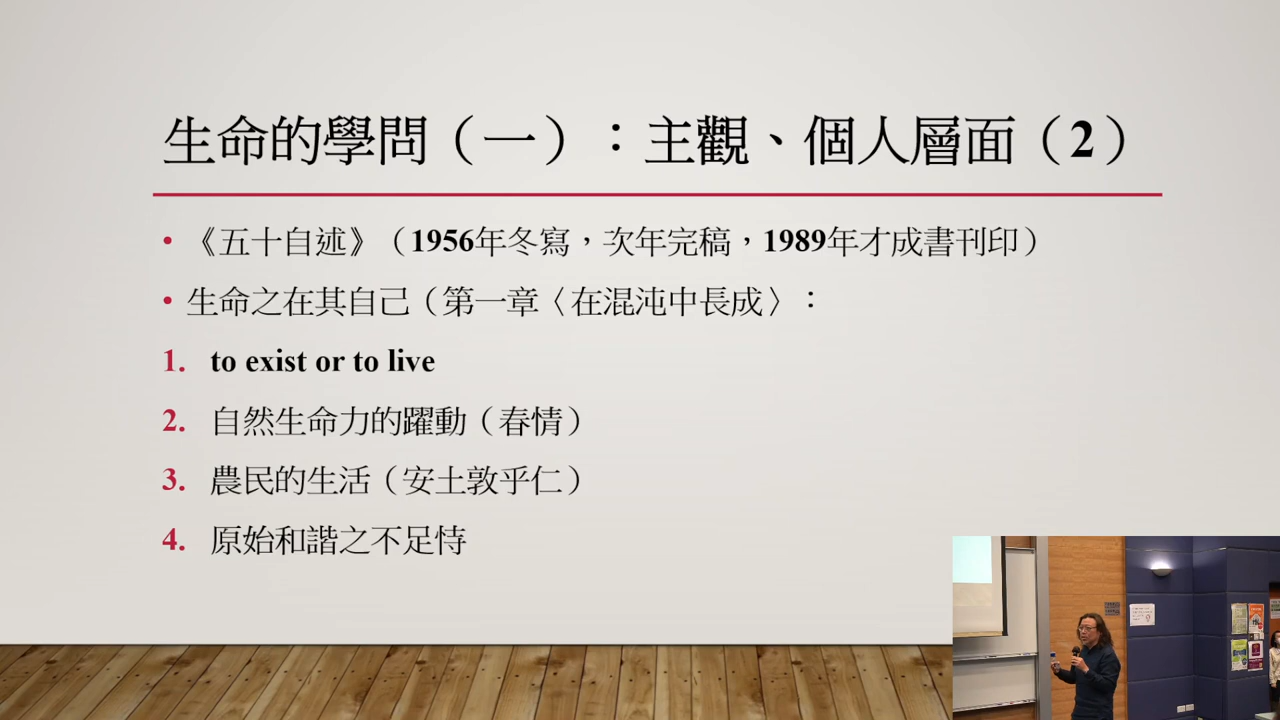 生命的學問（一）：主觀、個人層面（2）
• 《五十自述》（1956年冬寫，次年完稿，1989年才成書刊印）
• 生命之在其自己（第一章〈在混沌中長成〉：
1. to exist or to live
2. 自然生命力的躍動（春情）
3. 農民的生活（安土敦乎仁）
4. 原始和諧之不足恃